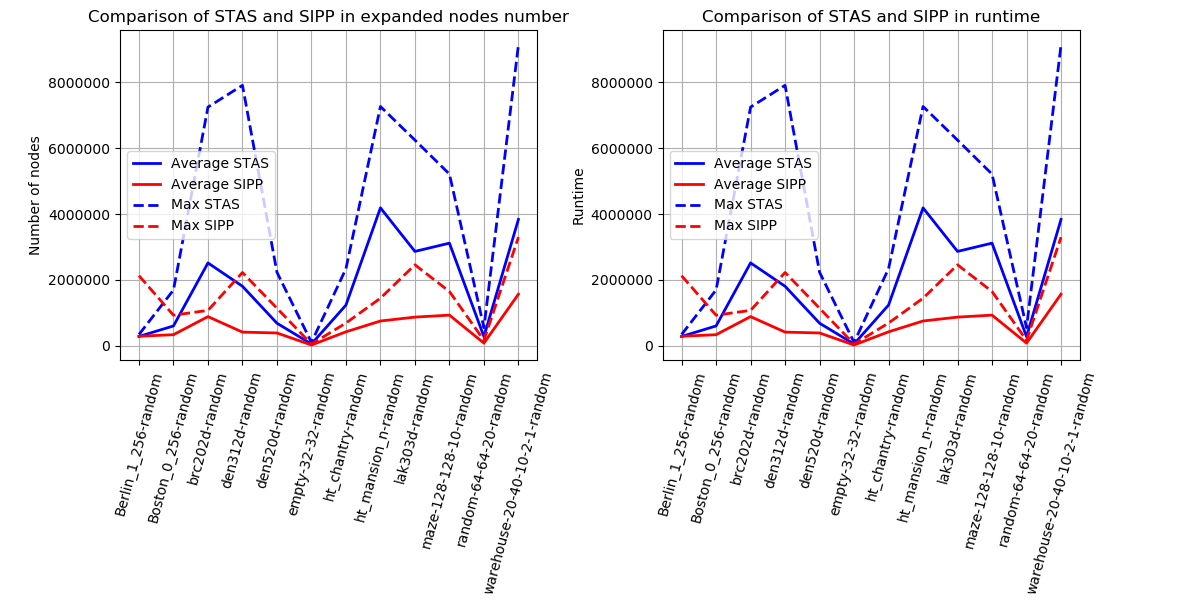 Comparison of STAS and SIPP in expanded nodes number
Number of nodes
8000000
6000000
4000000
2000000
0
Average STAS
Average SIPP
Max STAS
Max SIPP
Berlin_1_256-random
Boston_0_256-random
brc202d-random
den312d-random
den520d-random
empty-32-32-random
ht_chantry-random
ht_mansion_n-random
lak303d-random
maze-128-128-10-random
random-64-64-20-random
warehouse-20-40-10-2-1-random
Comparison of STAS and SIPP in runtime
Runtime
8000000
6000000
4000000
2000000
0
Average STAS
Average SIPP
Max STAS
Max SIPP
Berlin_1_256-random
Boston_0_256-random
brc202d-random
den312d-random
den520d-random
empty-32-32-random
ht_chantry-random
ht_mansion_n-random
lak303d-random
maze-128-128-10-random
random-64-64-20-random
warehouse-20-40-10-2-1-random